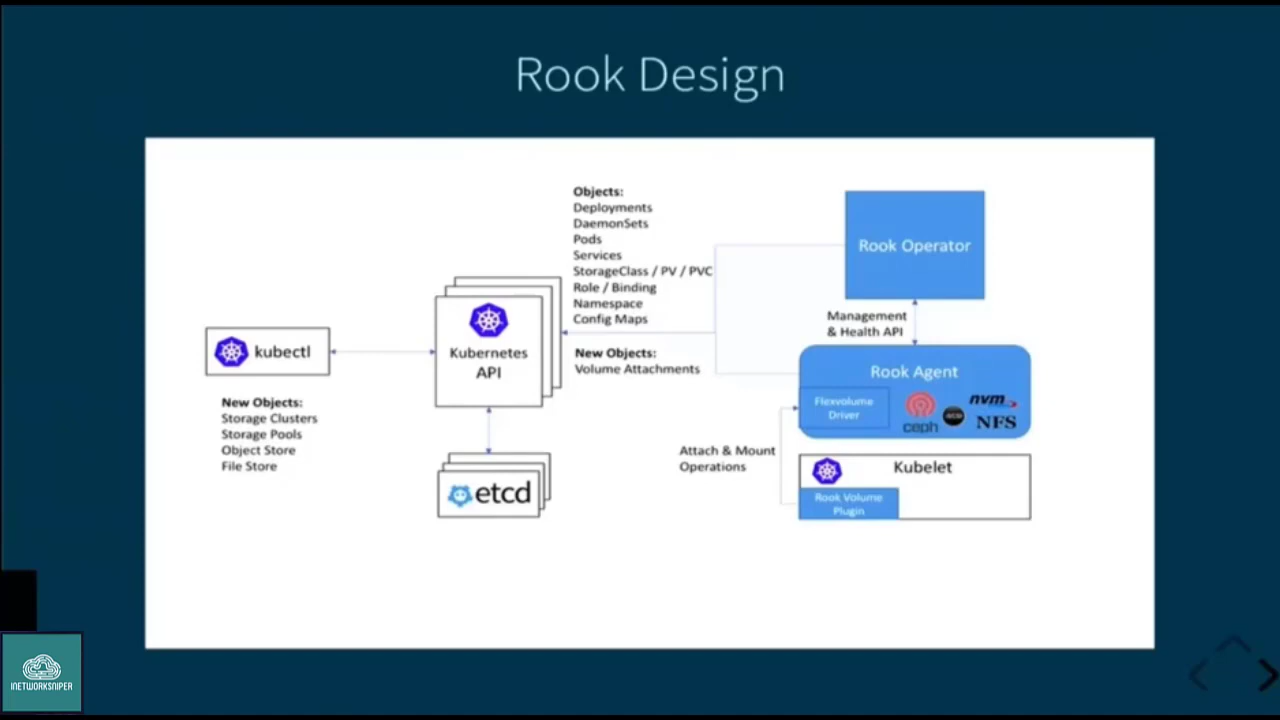 Rook Design
Objects:
Deployments
DaemonSets
Pods
Services
StorageClass / PV / PVC
Role / Binding
Namespace
Config Maps
New Objects:
Volume Attachments
kubectl
New Objects:
Storage Clusters
Storage Pools
Object Store
File Store
Kubernetes
API
etcd
Rook Operator
Management
& Health API
Rook Agent
Flexvolume
Driver
ceph
nvm
NFS
Attach & Mount
Operations
Kubelet
Rook Volume
Plugin
INETWORKSNIPER